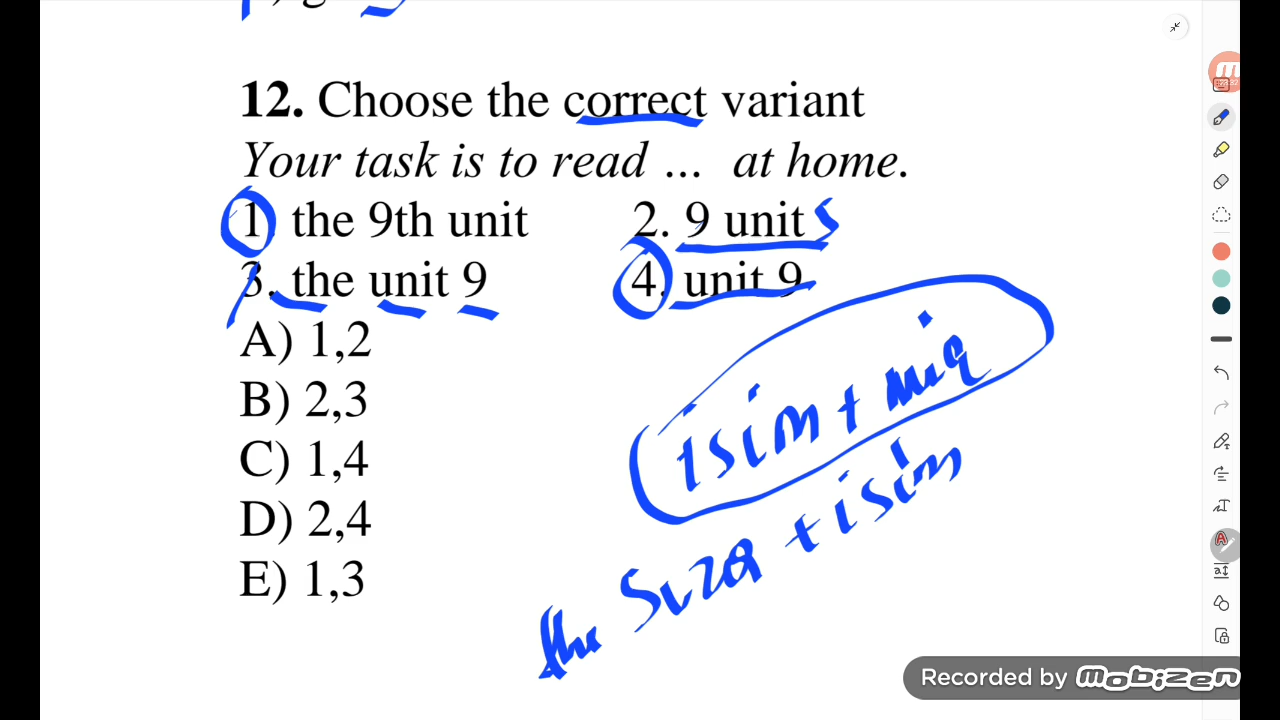 12. Choose the correct variant
Your task is to read ... at home.
1. the 9th unit 2. 9 units
3. the unit 9 4. unit 9
A) 1,2
B) 2,3
C) 1,4
D) 2,4
E) 1,3
isim + miq
the sıra + isim
Recorded by mobizen